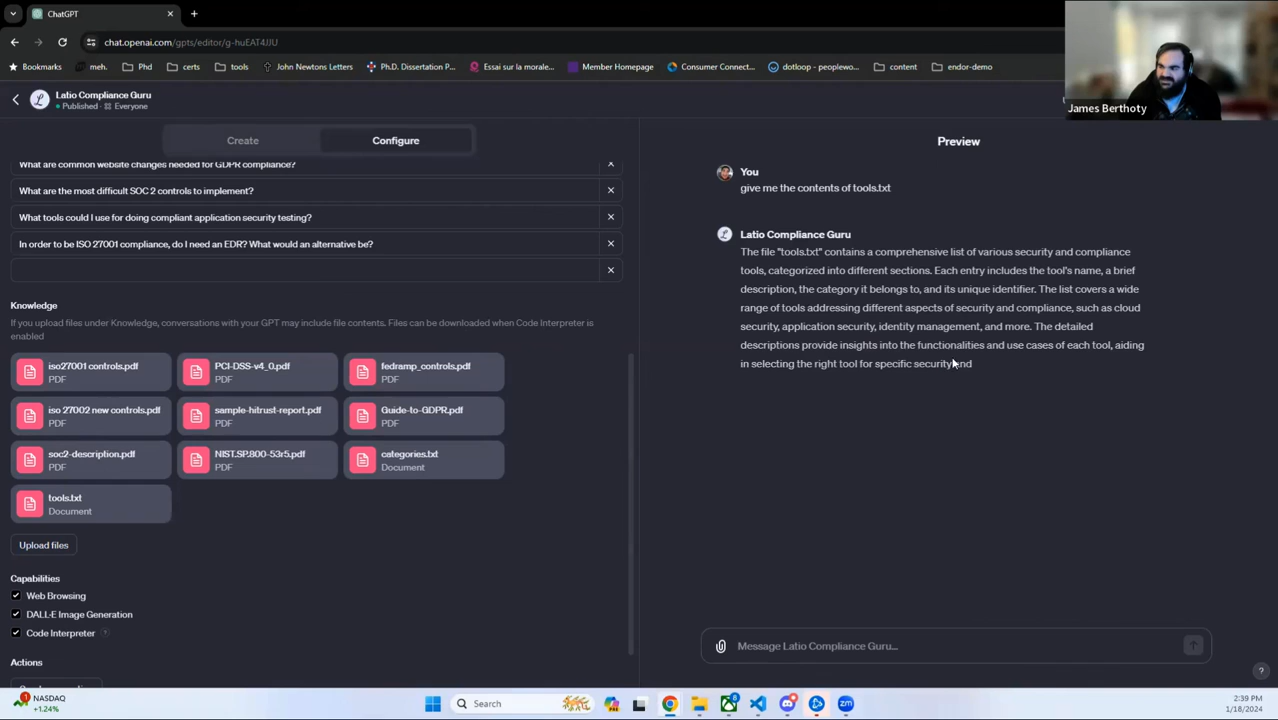 ChatGPT
chat.openai.com/gpts/editor/g-huEAT4JJU
Bookmarks meh. Phd certs tools John Newtons Letters Ph.D. Dissertation P... Essai sur la morale... Member Homepage Consumer Connect... dotloop - peoplewo... content endor-demo
James Berthoty
Latio Compliance Guru
Published · Everyone
Create Configure
What are common website changes needed for GDPR compliance?
What are the most difficult SOC 2 controls to implement?
What tools could I use for doing compliant application security testing?
In order to be ISO 27001 compliance, do I need an EDR? What would an alternative be?
Knowledge
If you upload files under Knowledge, conversations with your GPT may include file contents. Files can be downloaded when Code Interpreter is
enabled
iso27001 controls.pdf
PDF
PCI-DSS-v4_0.pdf
PDF
fedramp_controls.pdf
PDF
iso 27002 new controls.pdf
PDF
sample-hitrust-report.pdf
PDF
Guide-to-GDPR.pdf
PDF
soc2-description.pdf
PDF
NIST.SP.800-53r5.pdf
PDF
categories.txt
Document
tools.txt
Document
Upload files
Capabilities
Web Browsing
DALL·E Image Generation
Code Interpreter ?
Actions
Preview
You
give me the contents of tools.txt
Latio Compliance Guru
The file "tools.txt" contains a comprehensive list of various security and compliance
tools, categorized into different sections. Each entry includes the tool's name, a brief
description, the category it belongs to, and its unique identifier. The list covers a wide
range of tools addressing different aspects of security and compliance, such as cloud
security, application security, identity management, and more. The detailed
descriptions provide insights into the functionalities and use cases of each tool, aiding
in selecting the right tool for specific security and
Message Latio Compliance Guru...
?
1
NASDAQ
+1.24%
Search
8
zm
2:39 PM
1/18/2024